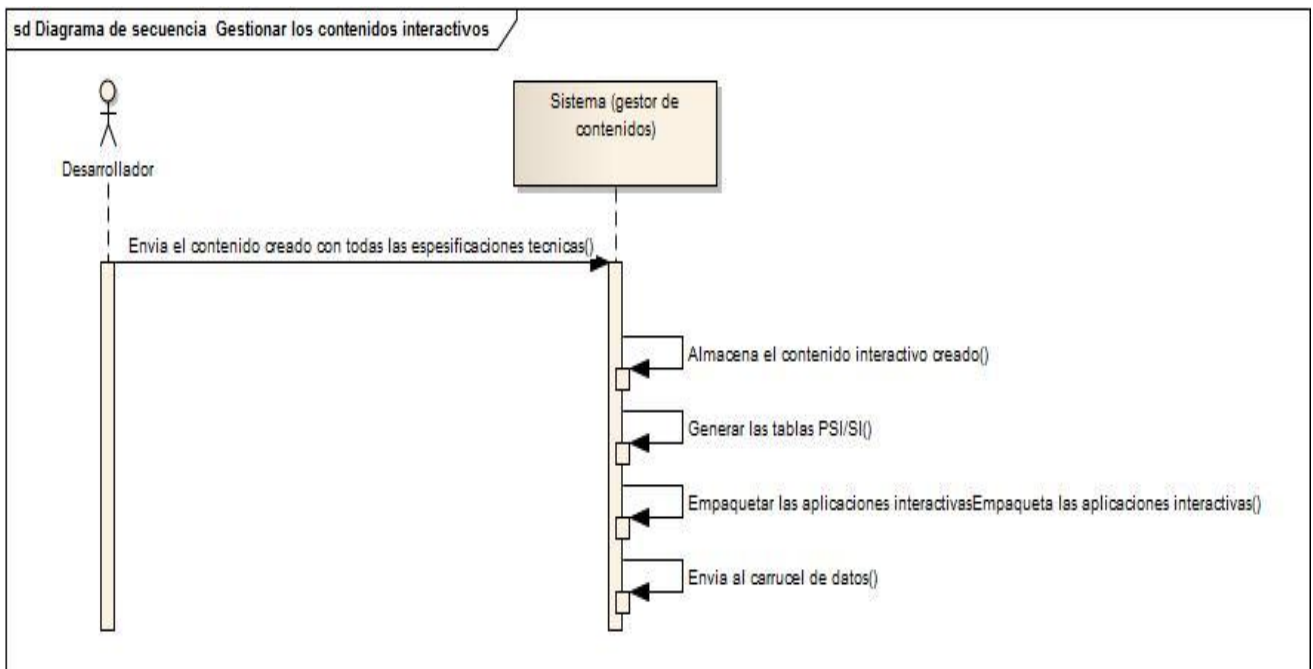 sd Diagrama de secuencia Gestionar los contenidos interactivos
Desarrollador
Sistema (gestor de
contenidos)
Envia el contenido creado con todas las espesificaciones tecnicas()
Almacena el contenido interactivo creado()
Generar las tablas PSI/SI()
Empaquetar las aplicaciones interactivasEmpaqueta las aplicaciones interactivas()
Envia al carrucel de datos()